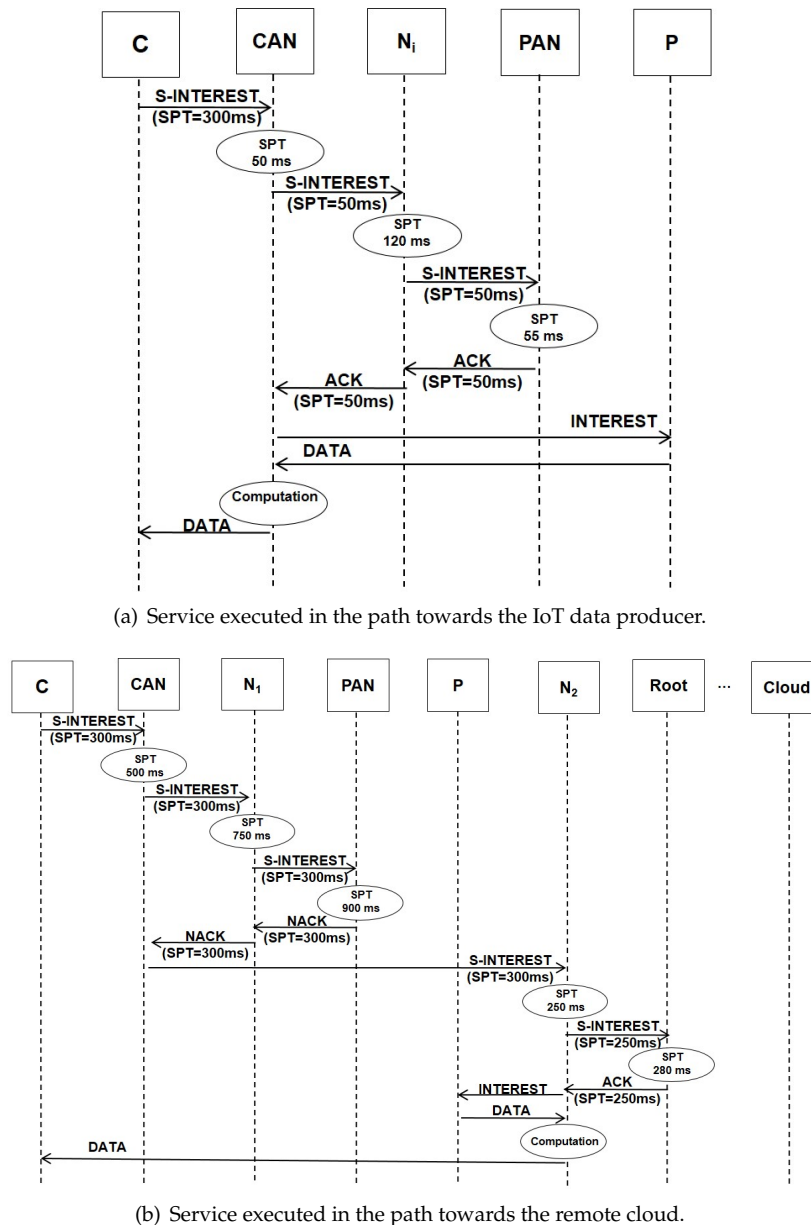 C CAN Nᵢ PAN P
S-INTEREST
(SPT=300ms)
SPT
50 ms
S-INTEREST
(SPT=50ms)
SPT
120 ms
S-INTEREST
(SPT=50ms)
SPT
55 ms
ACK
(SPT=50ms)
ACK
(SPT=50ms)
INTEREST
DATA
Computation
DATA
(a) Service executed in the path towards the IoT data producer.
C CAN N₁ PAN P N₂ Root ... Cloud
S-INTEREST
(SPT=300ms)
SPT
500 ms
S-INTEREST
(SPT=300ms)
SPT
750 ms
S-INTEREST
(SPT=300ms)
SPT
900 ms
NACK
(SPT=300ms)
NACK
(SPT=300ms)
S-INTEREST
(SPT=300ms)
SPT
250 ms
S-INTEREST
(SPT=250ms)
SPT
280 ms
ACK
(SPT=250ms)
INTEREST
DATA
Computation
DATA
(b) Service executed in the path towards the remote cloud.